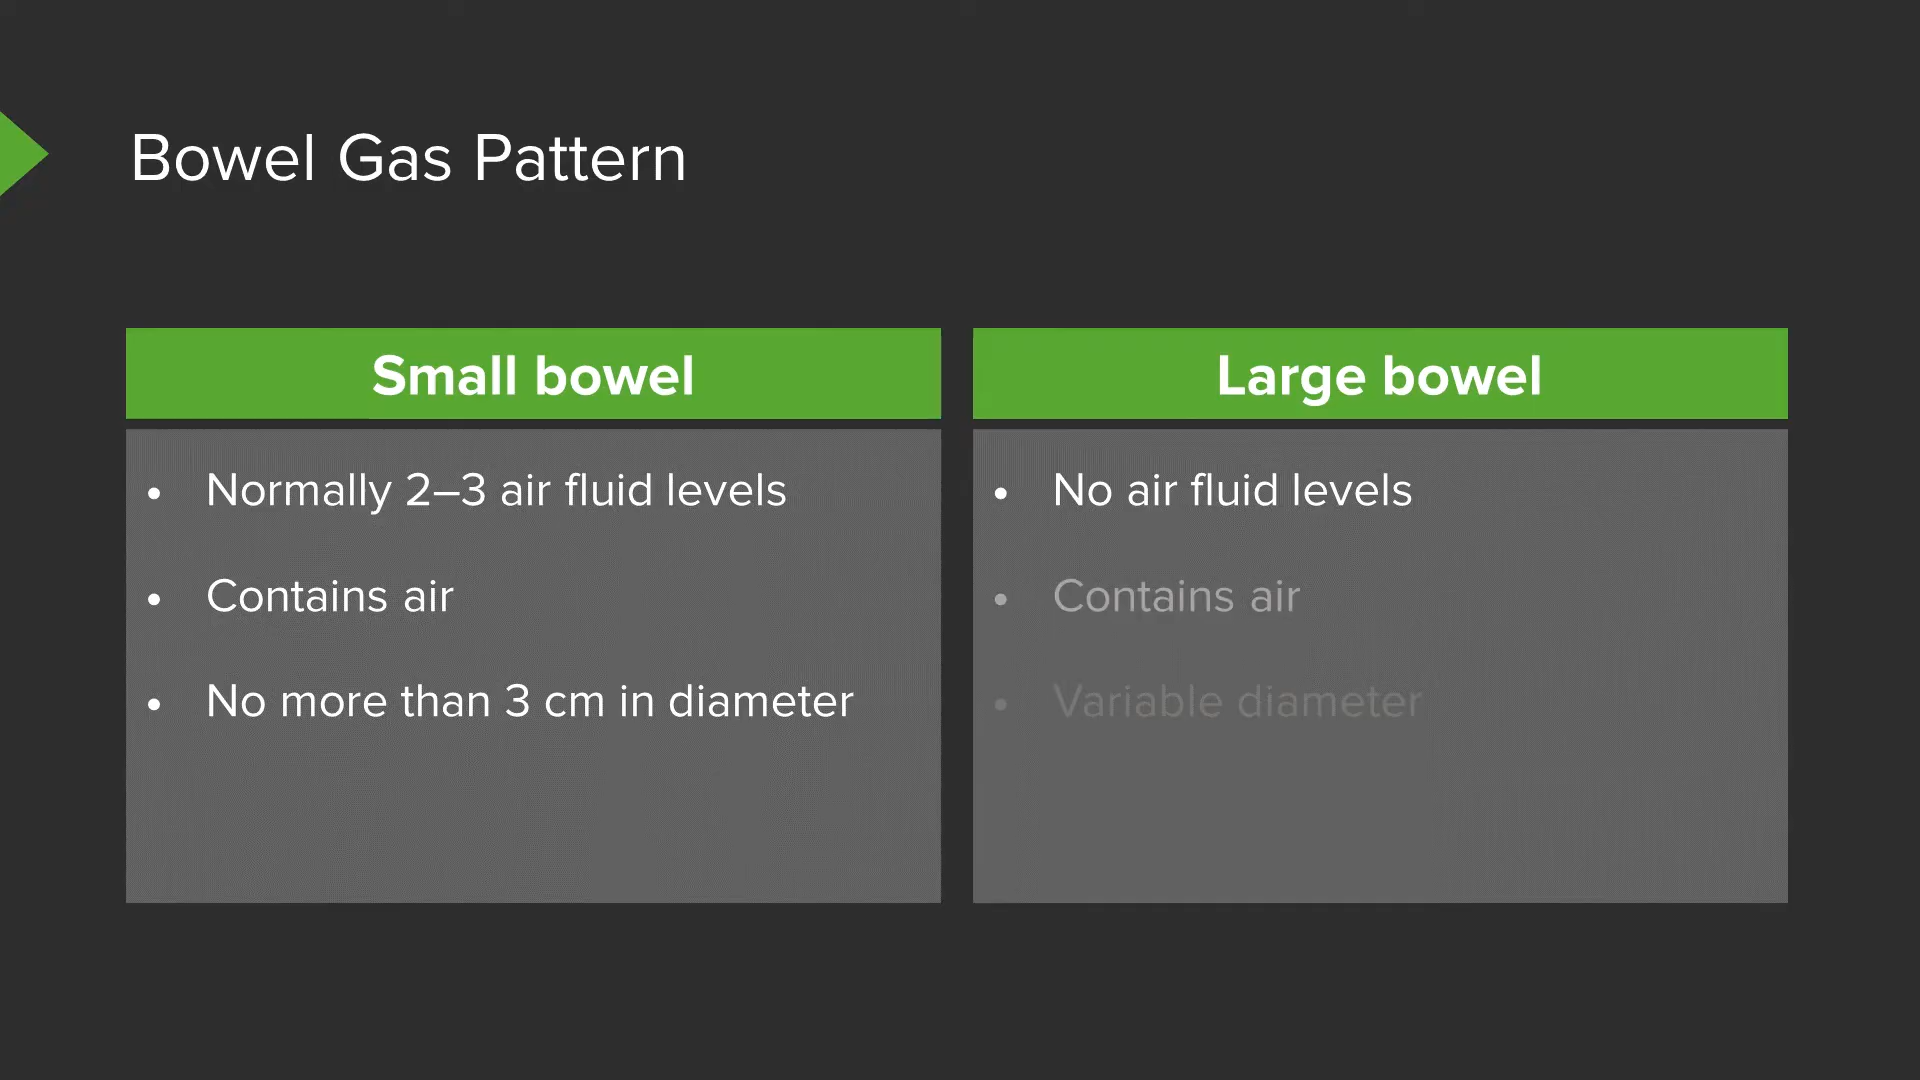 Bowel Gas Pattern
Small bowel
• Normally 2–3 air fluid levels
• Contains air
• No more than 3 cm in diameter
Large bowel
• No air fluid levels
• Contains air
• Variable diameter